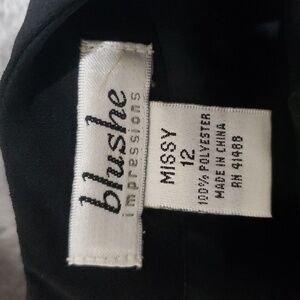 blushe
impressions
MISSY
12
100% POLYESTER
MADE IN CHINA
RN 41488